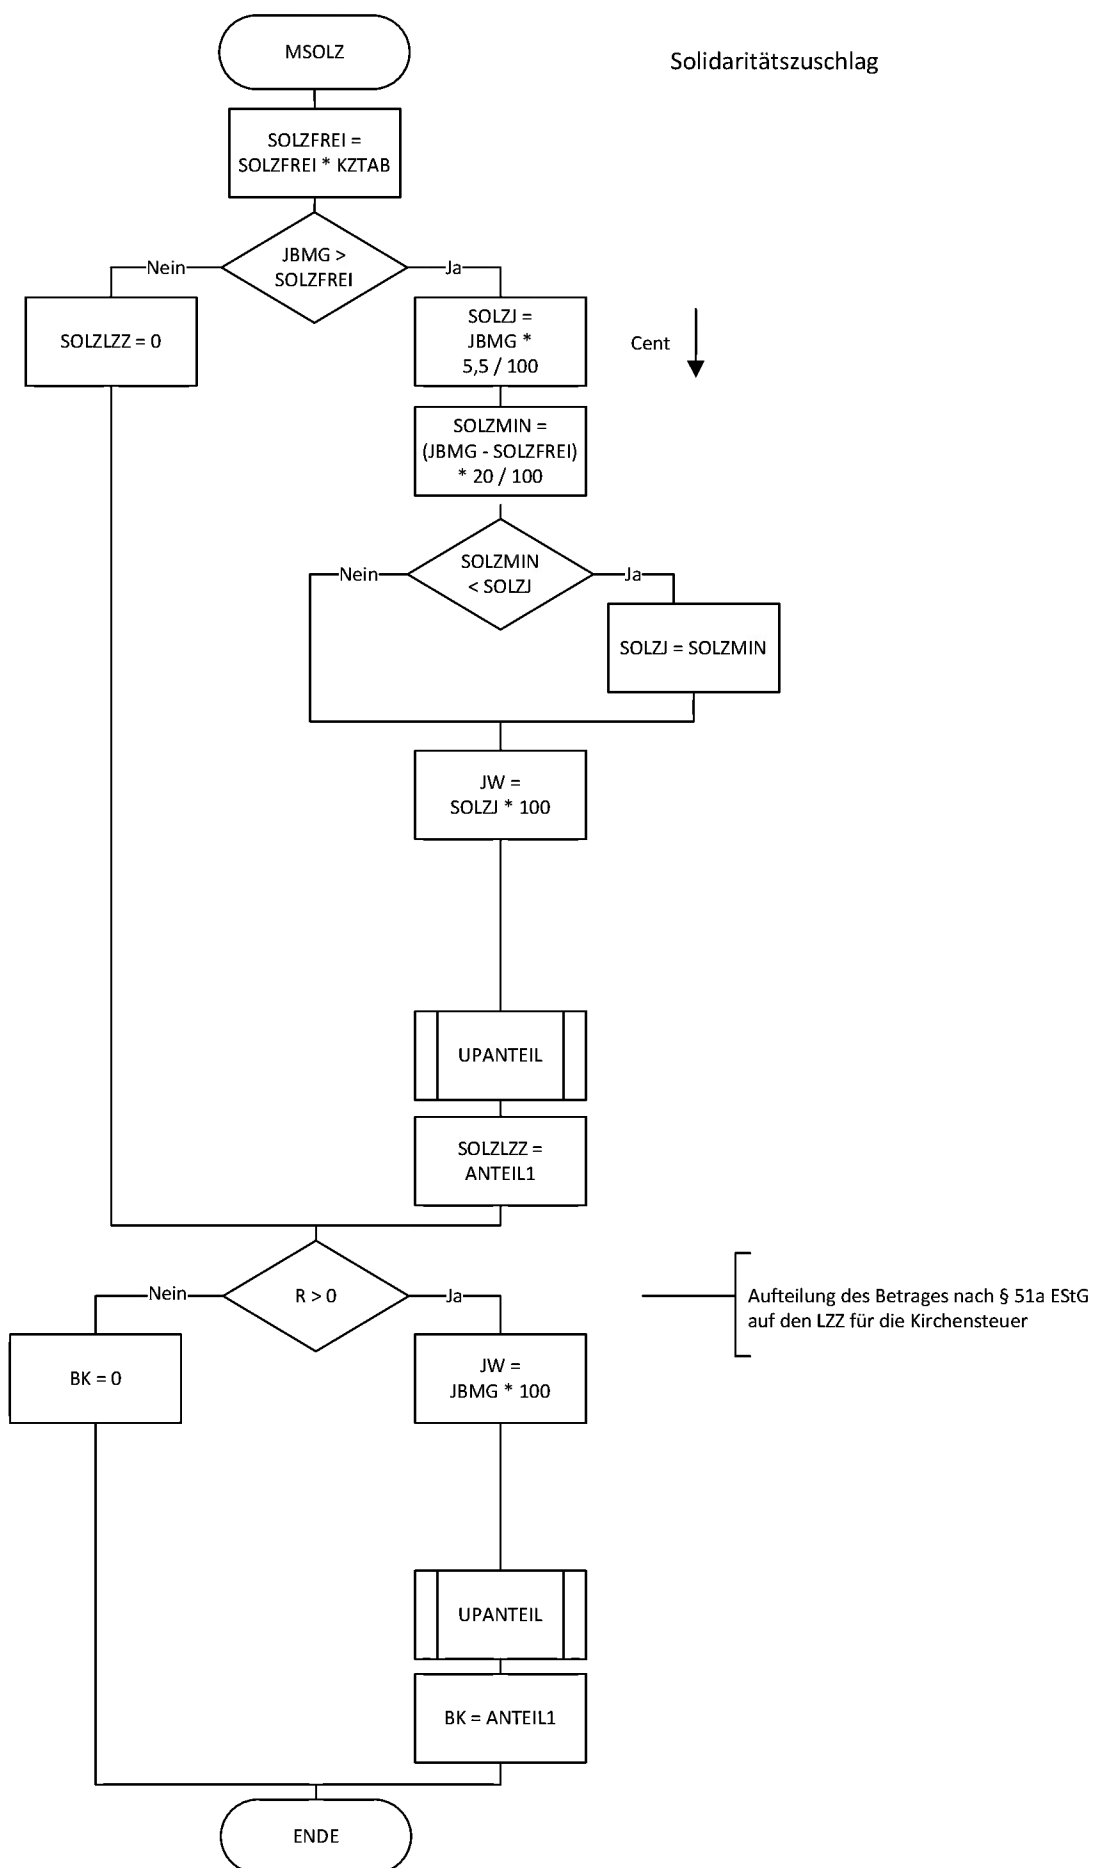 MSOLZ
Solidaritätszuschlag
SOLZFREI =
SOLZFREI * KZTAB
JBMG >
SOLZFREI
Nein
Ja
SOLZLZZ = 0
SOLZJ =
JBMG *
5,5 / 100
Cent
SOLZMIN =
(JBMG - SOLZFREI)
* 20 / 100
SOLZMIN
< SOLZJ
Nein
Ja
SOLZJ = SOLZMIN
JW =
SOLZJ * 100
UPANTEIL
SOLZLZZ =
ANTEIL1
R > 0
Nein
Ja
Aufteilung des Betrages nach § 51a EStG
auf den LZZ für die Kirchensteuer
BK = 0
JW =
JBMG * 100
UPANTEIL
BK = ANTEIL1
ENDE